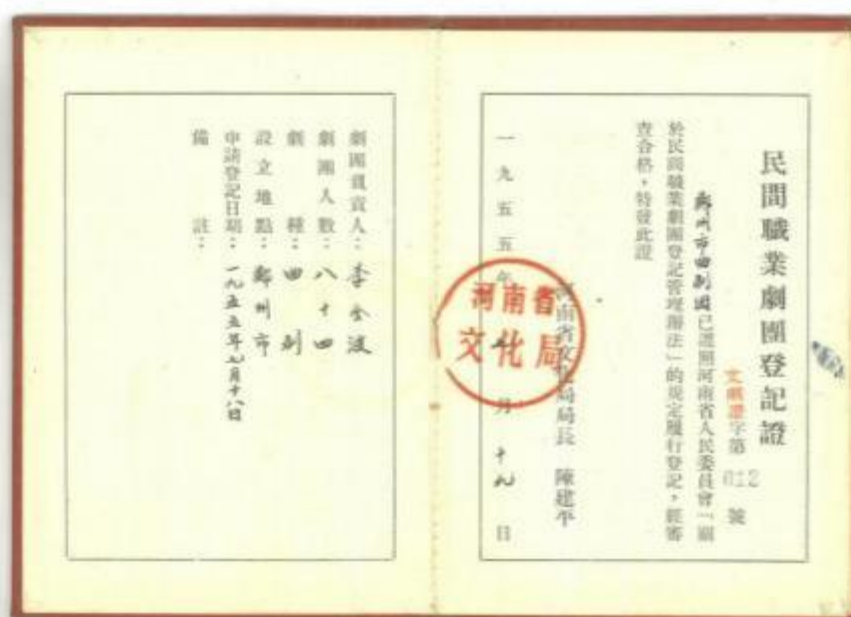 民間職業劇團登記證
文戲證字第012號
鄭州市曲劇團已遵照河南省人民委員會「關
於民間職業劇團登記管理辦法」的規定履行登記，經審
查合格，特發此證
河南省文化局局長 陳建平
一九五五年 月十九日
河南省
文化局
劇團負責人：李金波
劇團人數：八十四
劇種：曲劇
設立地點：鄭州市
申請登記日期：一九五五年 月十八日
備註：